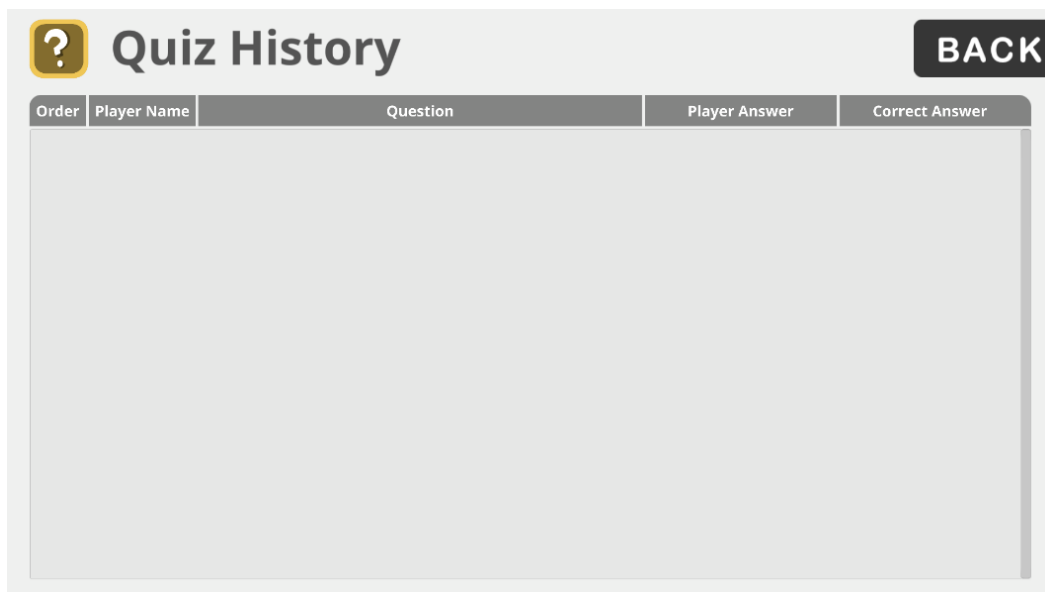 ? Quiz History
BACK
Order Player Name Question Player Answer Correct Answer